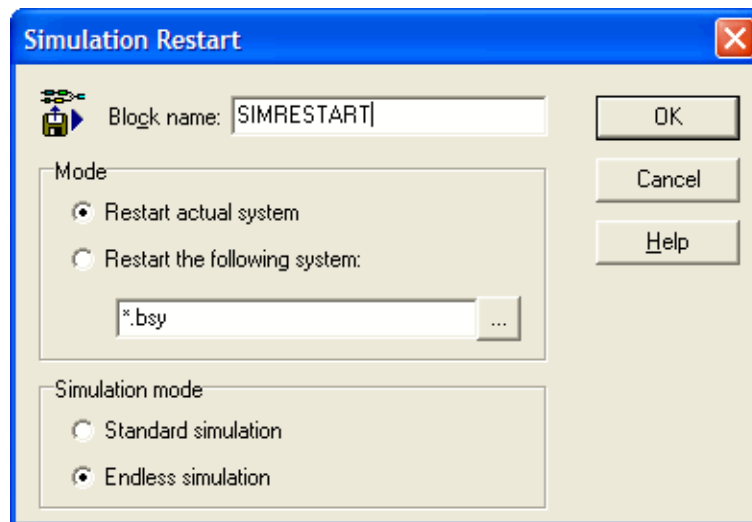 Simulation Restart
Block name: SIMRESTART
OK
Mode
Cancel
Restart actual system
Restart the following system:
Help
*.bsy
...
Simulation mode
Standard simulation
Endless simulation